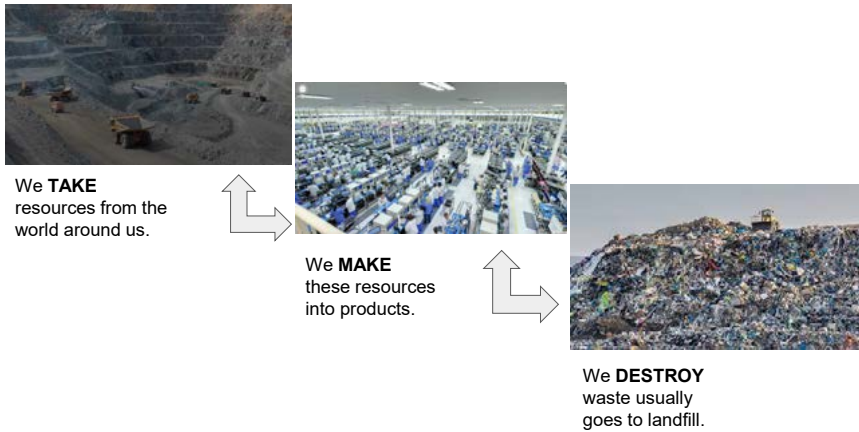 We TAKE
resources from the
world around us.
We MAKE
these resources
into products.
We DESTROY
waste usually
goes to landfill.